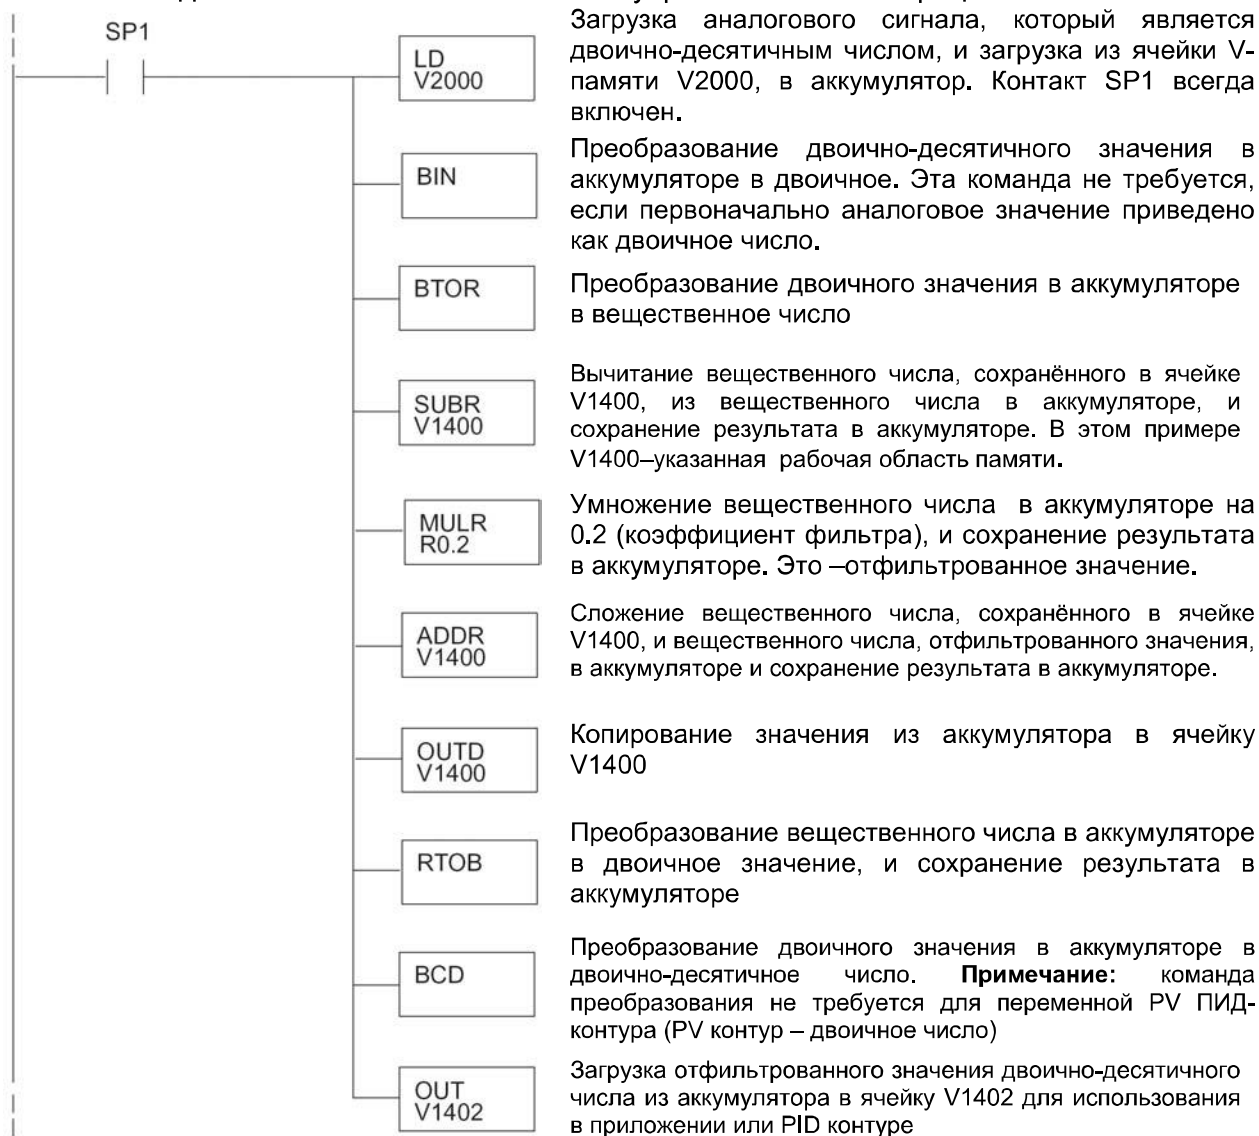 SP1
LD
V2000
Загрузка аналогового сигнала, который является
двоично-десятичным числом, и загрузка из ячейки V-
памяти V2000, в аккумулятор. Контакт SP1 всегда
включен.
BIN
Преобразование двоично-десятичного значения в
аккумуляторе в двоичное. Эта команда не требуется,
если первоначально аналоговое значение приведено
как двоичное число.
BTOR
Преобразование двоичного значения в аккумуляторе
в вещественное число
SUBR
V1400
Вычитание вещественного числа, сохранённого в ячейке
V1400, из вещественного числа в аккумуляторе, и
сохранение результата в аккумуляторе. В этом примере
V1400–указанная рабочая область памяти.
MULR
R0.2
Умножение вещественного числа в аккумуляторе на
0.2 (коэффициент фильтра), и сохранение результата
в аккумуляторе. Это –отфильтрованное значение.
ADDR
V1400
Сложение вещественного числа, сохранённого в ячейке
V1400, и вещественного числа, отфильтрованного значения,
в аккумуляторе и сохранение результата в аккумуляторе.
OUTD
V1400
Копирование значения из аккумулятора в ячейку
V1400
RTOB
Преобразование вещественного числа в аккумуляторе
в двоичное значение, и сохранение результата в
аккумуляторе
BCD
Преобразование двоичного значения в аккумуляторе в
двоично-десятичное число. Примечание: команда
преобразования не требуется для переменной PV ПИД-
контура (PV контур – двоичное число)
OUT
V1402
Загрузка отфильтрованного значения двоично-десятичного
числа из аккумулятора в ячейку V1402 для использования
в приложении или PID контуре